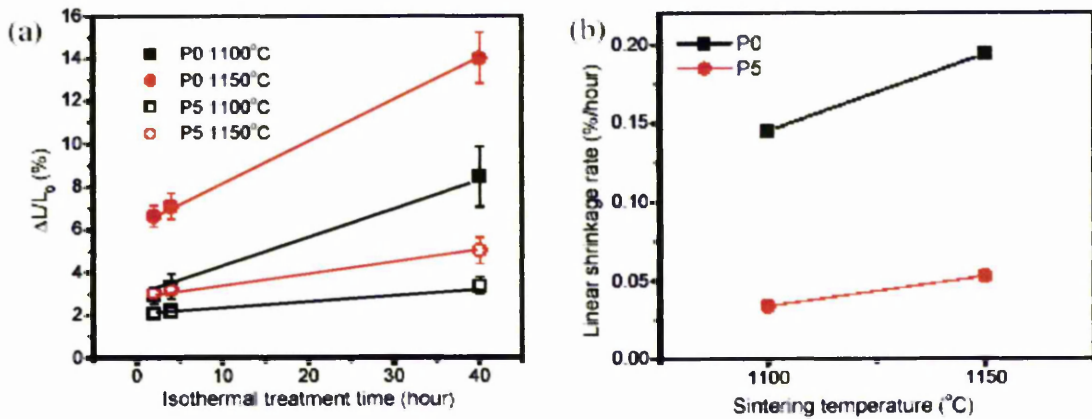 (a)
16
14
12
10
8
6
4
2
0
ΔL/L0 (%)
P0 1100°C
P0 1150°C
P5 1100°C
P5 1150°C
0
10
20
30
40
Isothermal treatment time (hour)
(b)
0.20
0.15
0.10
0.05
0.00
Linear shrinkage rate (%/hour)
P0
P5
1100
1150
Sintering temperature (°C)